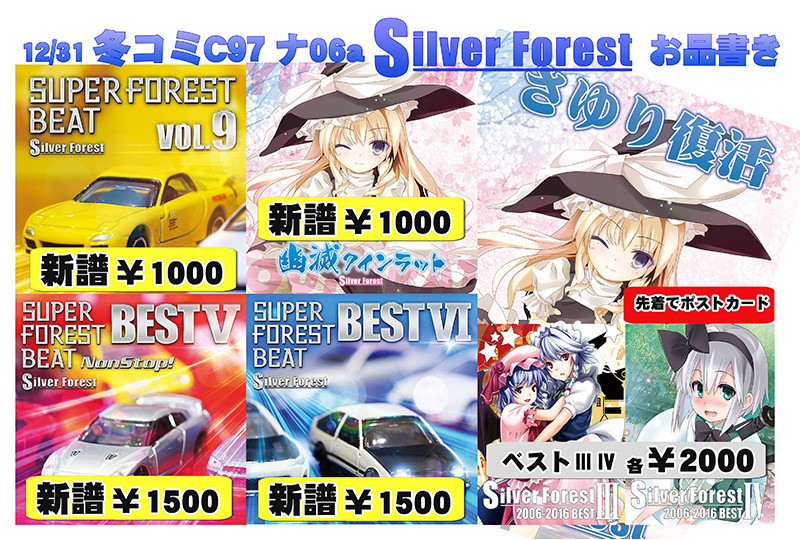 12/31 冬コミC97 ナ06a Silver Forest お品書き
SUPER FOREST
BEAT
VOL.9
Silver Forest
新譜 ¥1000
新譜 ¥1000
幽滅クインテット
Silver Forest
さゆり復活
SUPER
FOREST
BEAT
BEST V
NonStop!
Silver Forest
新譜 ¥1500
SUPER
FOREST
BEAT
BEST VI
Silver Forest
新譜 ¥1500
先着でポストカード
ベストⅢ Ⅳ 各 ¥2000
Silver Forest III
2006-2016 BEST
Silver Forest IV
2006-2016 BEST